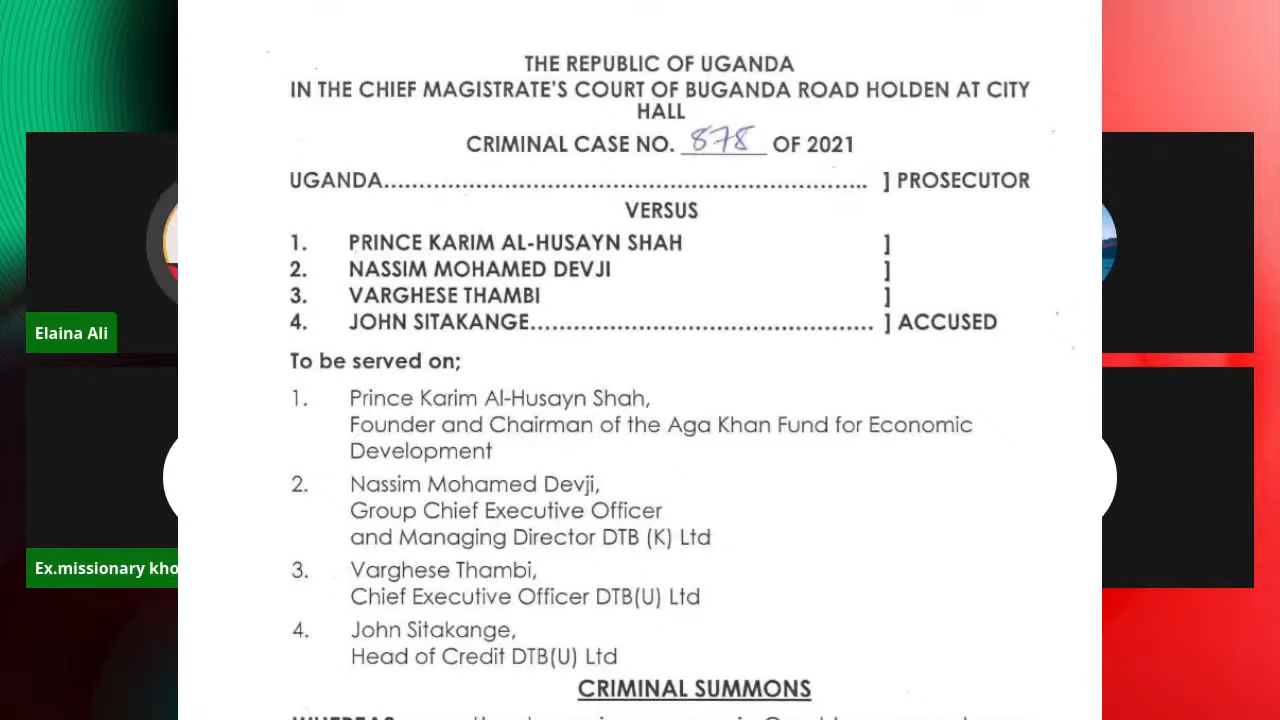 THE REPUBLIC OF UGANDA
IN THE CHIEF MAGISTRATE'S COURT OF BUGANDA ROAD HOLDEN AT CITY
HALL
CRIMINAL CASE NO. 878 OF 2021
UGANDA.................................................................... ] PROSECUTOR
VERSUS
1. PRINCE KARIM AL-HUSAYN SHAH ]
2. NASSIM MOHAMED DEVJI ]
3. VARGHESE THAMBI ]
4. JOHN SITAKANGE................................................. ] ACCUSED
To be served on;
1. Prince Karim Al-Husayn Shah,
Founder and Chairman of the Aga Khan Fund for Economic
Development
2. Nassim Mohamed Devji,
Group Chief Executive Officer
and Managing Director DTB (K) Ltd
3. Varghese Thambi,
Chief Executive Officer DTB(U) Ltd
4. John Sitakange,
Head of Credit DTB(U) Ltd
CRIMINAL SUMMONS
WHEREAS
Elaina Ali
Ex.missionary kho